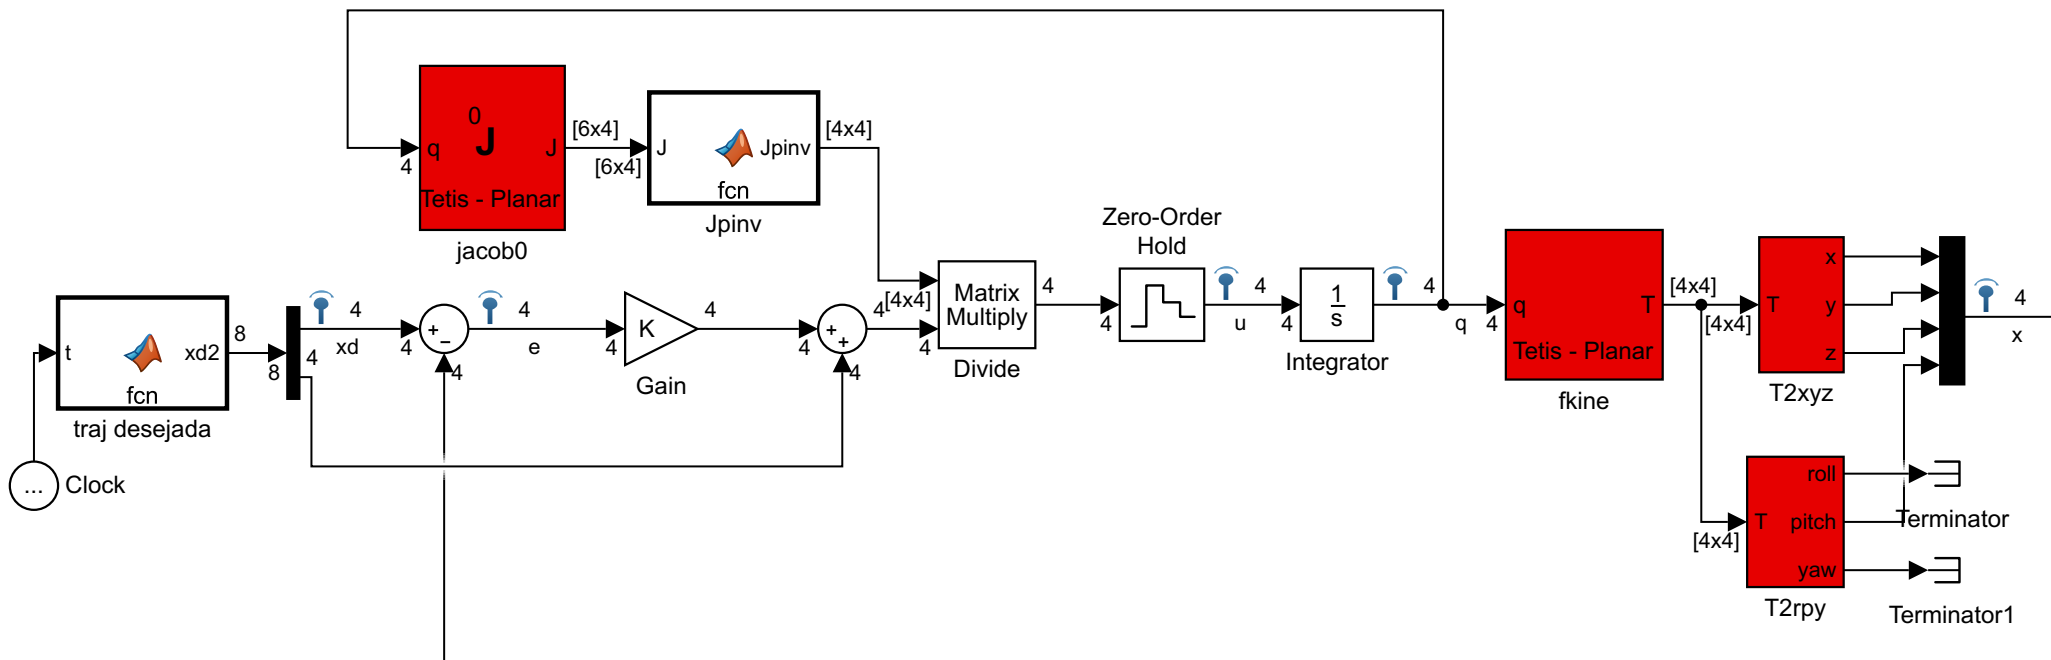 0
J
q
J
Tetis - Planar
jacob0
4
[6x4]
[6x4]
J
Jpinv
fcn
Jpinv
[4x4]
t
xd2
fcn
traj desejada
...
Clock
8
8
4
4
xd
4
+
−
4
4
e
4
K
Gain
4
4
+
+
4
4
4
[4x4]
Matrix
Multiply
Divide
4
4
Zero-Order
Hold
4
u
4
1
s
Integrator
4
q
4
q
T
Tetis - Planar
fkine
[4x4]
[4x4]
T
x
y
z
T2xyz
4
x
[4x4]
T
roll
pitch
yaw
T2rpy
Terminator
Terminator1